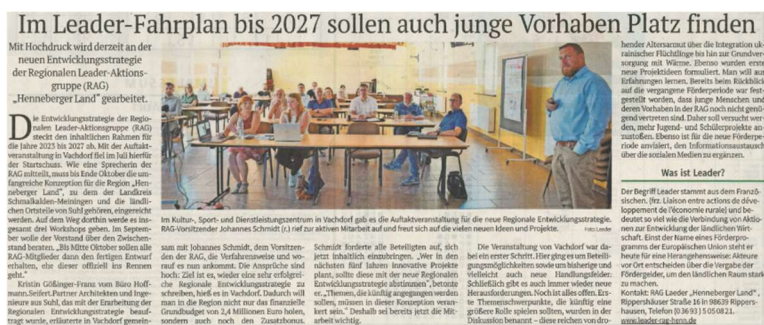 Im Leader-Fahrplan bis 2027 sollen auch junge Vorhaben Platz finden
Mit Hochdruck wird derzeit an der
neuen Entwicklungsstrategie
der Regionalen Leader-Aktions-
gruppe (RAG)
„Henneberger Land“ gearbeitet.
Die Entwicklungsstrategie der Regio-
nalen Leader-Aktionsgruppe (RAG)
steckt den inhaltlichen Rahmen für
die Jahre 2023 bis 2027 ab. Mit der Auftakt-
veranstaltung in Vachdorf fiel im Juli hierfür
der Startschuss. Wie eine Sprecherin der
RAG mitteilt, muss bis Ende Oktober die um-
fangreiche Konzeption für die Region „Hen-
neberger Land“, zu dem der Landkreis
Schmalkalden-Meiningen und die ländli-
chen Ortsteile von Suhl gehören, eingereicht
werden. Auf dem Weg dorthin werde es ins-
gesamt drei Workshops geben. Im Septem-
ber wolle der Vorstand über den Zwischen-
stand beraten. „Bis Mitte Oktober sollen alle
RAG-Mitglieder dann den fertigen Entwurf
erhalten, ehe dieser offiziell ins Rennen
geht.“
Kristin Gößinger-Franz vom Büro Hoff-
mann.Seifert.Partner Architekten und Inge-
nieure aus Suhl, das mit der Erarbeitung der
Regionalen Entwicklungsstrategie beauf-
tragt wurde, erläuterte in Vachdorf gemein-
Im Kultur-, Sport- und Dienstleistungszentrum in Vachdorf gab es die Auftaktveranstaltung für die neue Regionale Entwicklungsstrategie.
RAG-Vorsitzender Johannes Schmidt (r.) rief zur aktiven Mitarbeit auf und freut sich auf die vielen neuen Ideen und Projekte.
Foto: Leader
sam mit Johannes Schmidt, dem Vorsitzen-
den der RAG, die Verfahrensweise und wo-
rauf es nun ankommt. Die Ansprüche sind
hoch: Ziel ist es, wieder eine sehr erfolgrei-
che Regionale Entwicklungsstrategie zu
schreiben, hieß es in Vachdorf. Dadurch will
man in die Region nicht nur das finanzielle
Grundbudget von 2,4 Millionen Euro holen,
sondern auch noch den Zusatzbonus.
Schmidt forderte alle Beteiligten auf, sich
jetzt inhaltlich einzubringen. „Wer in den
nächsten fünf Jahren innovative Projekte
plant, sollte diese mit der neuen Regionalen
Entwicklungsstrategie abstimmen“, betonte
er. „Themen, die künftig angegangen werden
sollen, müssen in dieser Konzeption veran-
kert sein.“ Deshalb sei bereits jetzt die Mit-
arbeit wichtig.
Die Veranstaltung von Vachdorf war da-
bei ein erster Schritt. Hier ging es um Beteili-
gungsmöglichkeiten sowie um bisherige und
vielleicht auch neue Handlungsfelder.
Schließlich gibt es auch immer wieder neue
Herausforderungen. Noch ist alles offen. Ers-
te Themenschwerpunkte, die künftig eine
größere Rolle spielen sollten, wurden in der
Diskussion benannt – diese reichen von dro-
hender Altersarmut über die Integration uk-
rainischer Flüchtlinge bis hin zur Grundver-
sorgung mit Wärme. Ebenso wurden erste
neue Projektideen formuliert. Man will aus
Erfahrungen lernen. Bereits beim Rückblick
auf die vergangene Förderperiode war fest-
gestellt worden, dass junge Menschen und
deren Vorhaben in der RAG noch nicht genü-
gend vertreten sind. Daher soll versucht wer-
den, mehr Jugend- und Schülerprojekte an-
zustoßen. Ebenso ist für die neue Förderpe-
riode anvisiert, den Informationsaustausch
über die sozialen Medien zu ergänzen.
Was ist Leader?
Der Begriff Leader stammt aus dem Franzö-
sischen. (frz. Liaison entre actions de déve-
loppement de l'économie rurale) und be-
deutet so viel wie die Verbindung von Aktio-
nen zur Entwicklung der ländlichen Wirt-
schaft. Einst der Name eines Förderpro-
gramms der Europäischen Union steht er
heute für eine Herangehensweise: Akteure
vor Ort entscheiden über die Vergabe der
Fördergelder, um den ländlichen Raum stark
zu machen.
Kontakt: RAG Leader „Henneberger Land“,
Rippershäuser Straße 16 in 98639 Rippers-
hausen, Telefon (03693) 505 0821.
www.leader-rag-henn.de